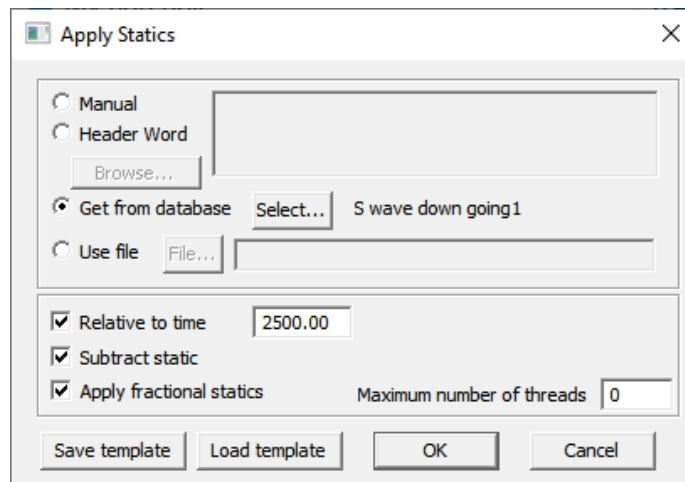 Apply Statics
Manual
Header Word
Browse...
Get from database Select... S wave down going1
Use file File...
Relative to time 2500.00
Subtract static
Apply fractional statics Maximum number of threads 0
Save template Load template OK Cancel